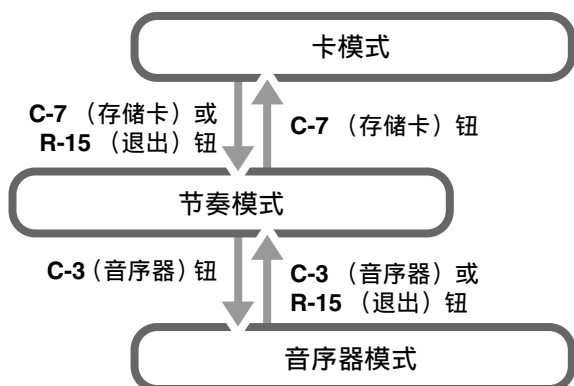 卡模式
C-7 （存储卡）或
R-15 （退出）钮
C-7 （存储卡）钮
节奏模式
C-3（音序器）钮
C-3 （音序器）或
R-15 （退出）钮
音序器模式